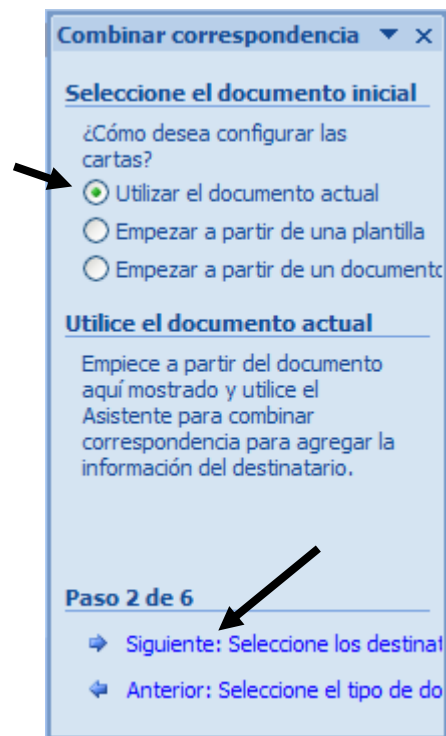 Combinar correspondencia
Seleccione el documento inicial
¿Cómo desea configurar las
cartas?
Utilizar el documento actual
Empezar a partir de una plantilla
Empezar a partir de un documento
Utilice el documento actual
Empiece a partir del documento
aquí mostrado y utilice el
Asistente para combinar
correspondencia para agregar la
información del destinatario.
Paso 2 de 6
Siguiente: Seleccione los destinat
Anterior: Seleccione el tipo de do